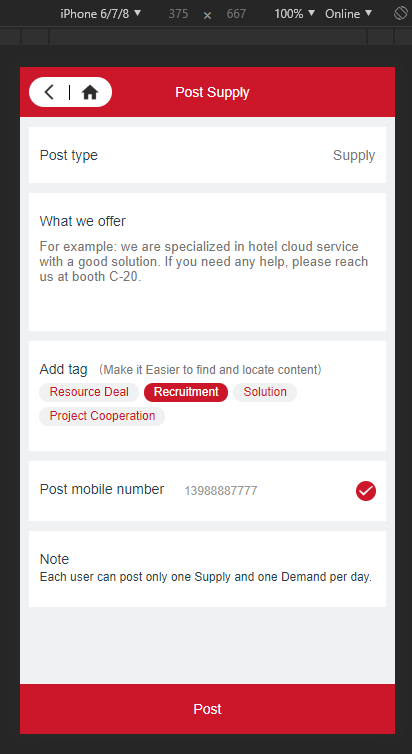 iPhone 6/7/8 ▼ 375 × 667 100% ▼ Online ▼
Post Supply
Post type Supply
What we offer
For example: we are specialized in hotel cloud service
with a good solution. If you need any help, please reach
us at booth C-20.
Add tag (Make it Easier to find and locate content)
Resource Deal Recruitment Solution
Project Cooperation
Post mobile number 13988887777
Note
Each user can post only one Supply and one Demand per day.
Post